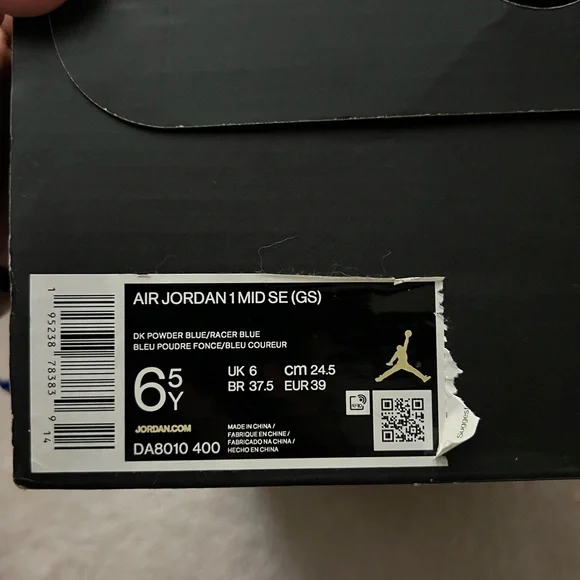 AIR JORDAN 1 MID SE (GS)
DK POWDER BLUE/RACER BLUE
BLEU POUDRE FONCE/BLEU COUREUR
6 5Y
UK 6 cm 24.5
BR 37.5 EUR 39
JORDAN.COM
DA8010 400
MADE IN CHINA /
FABRIQUE EN CHINE /
FABRICADO NA CHINA /
HECHO EN CHINA
1 95238 78383 9 14
Suggest